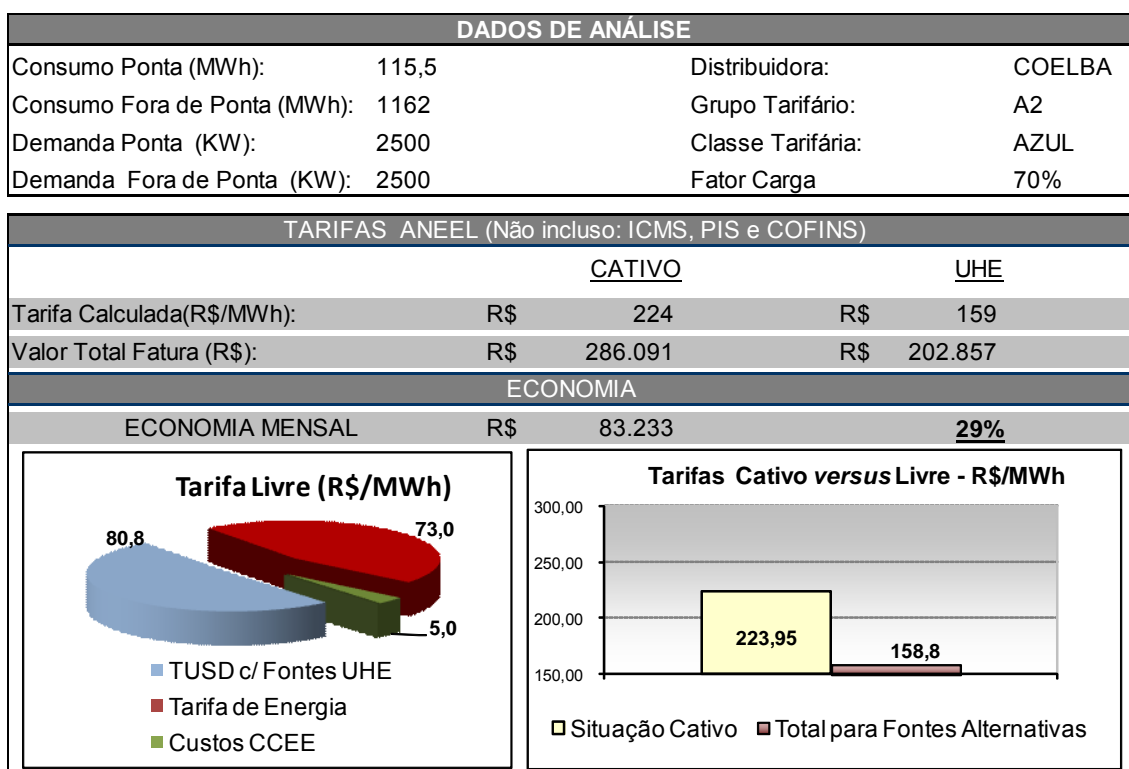 DADOS DE ANÁLISE
Consumo Ponta (MWh): 115,5 Distribuidora: COELBA
Consumo Fora de Ponta (MWh): 1162 Grupo Tarifário: A2
Demanda Ponta (KW): 2500 Classe Tarifária: AZUL
Demanda Fora de Ponta (KW): 2500 Fator Carga 70%
TARIFAS ANEEL (Não incluso: ICMS, PIS e COFINS)
CATIVO UHE
Tarifa Calculada(R$/MWh): R$ 224 R$ 159
Valor Total Fatura (R$): R$ 286.091 R$ 202.857
ECONOMIA
ECONOMIA MENSAL R$ 83.233 29%
Tarifa Livre (R$/MWh)
80,8
73,0
5,0
TUSD c/ Fontes UHE
Tarifa de Energia
Custos CCEE
Tarifas Cativo versus Livre - R$/MWh
300,00
250,00
200,00
150,00
223,95
158,8
Situação Cativo Total para Fontes Alternativas